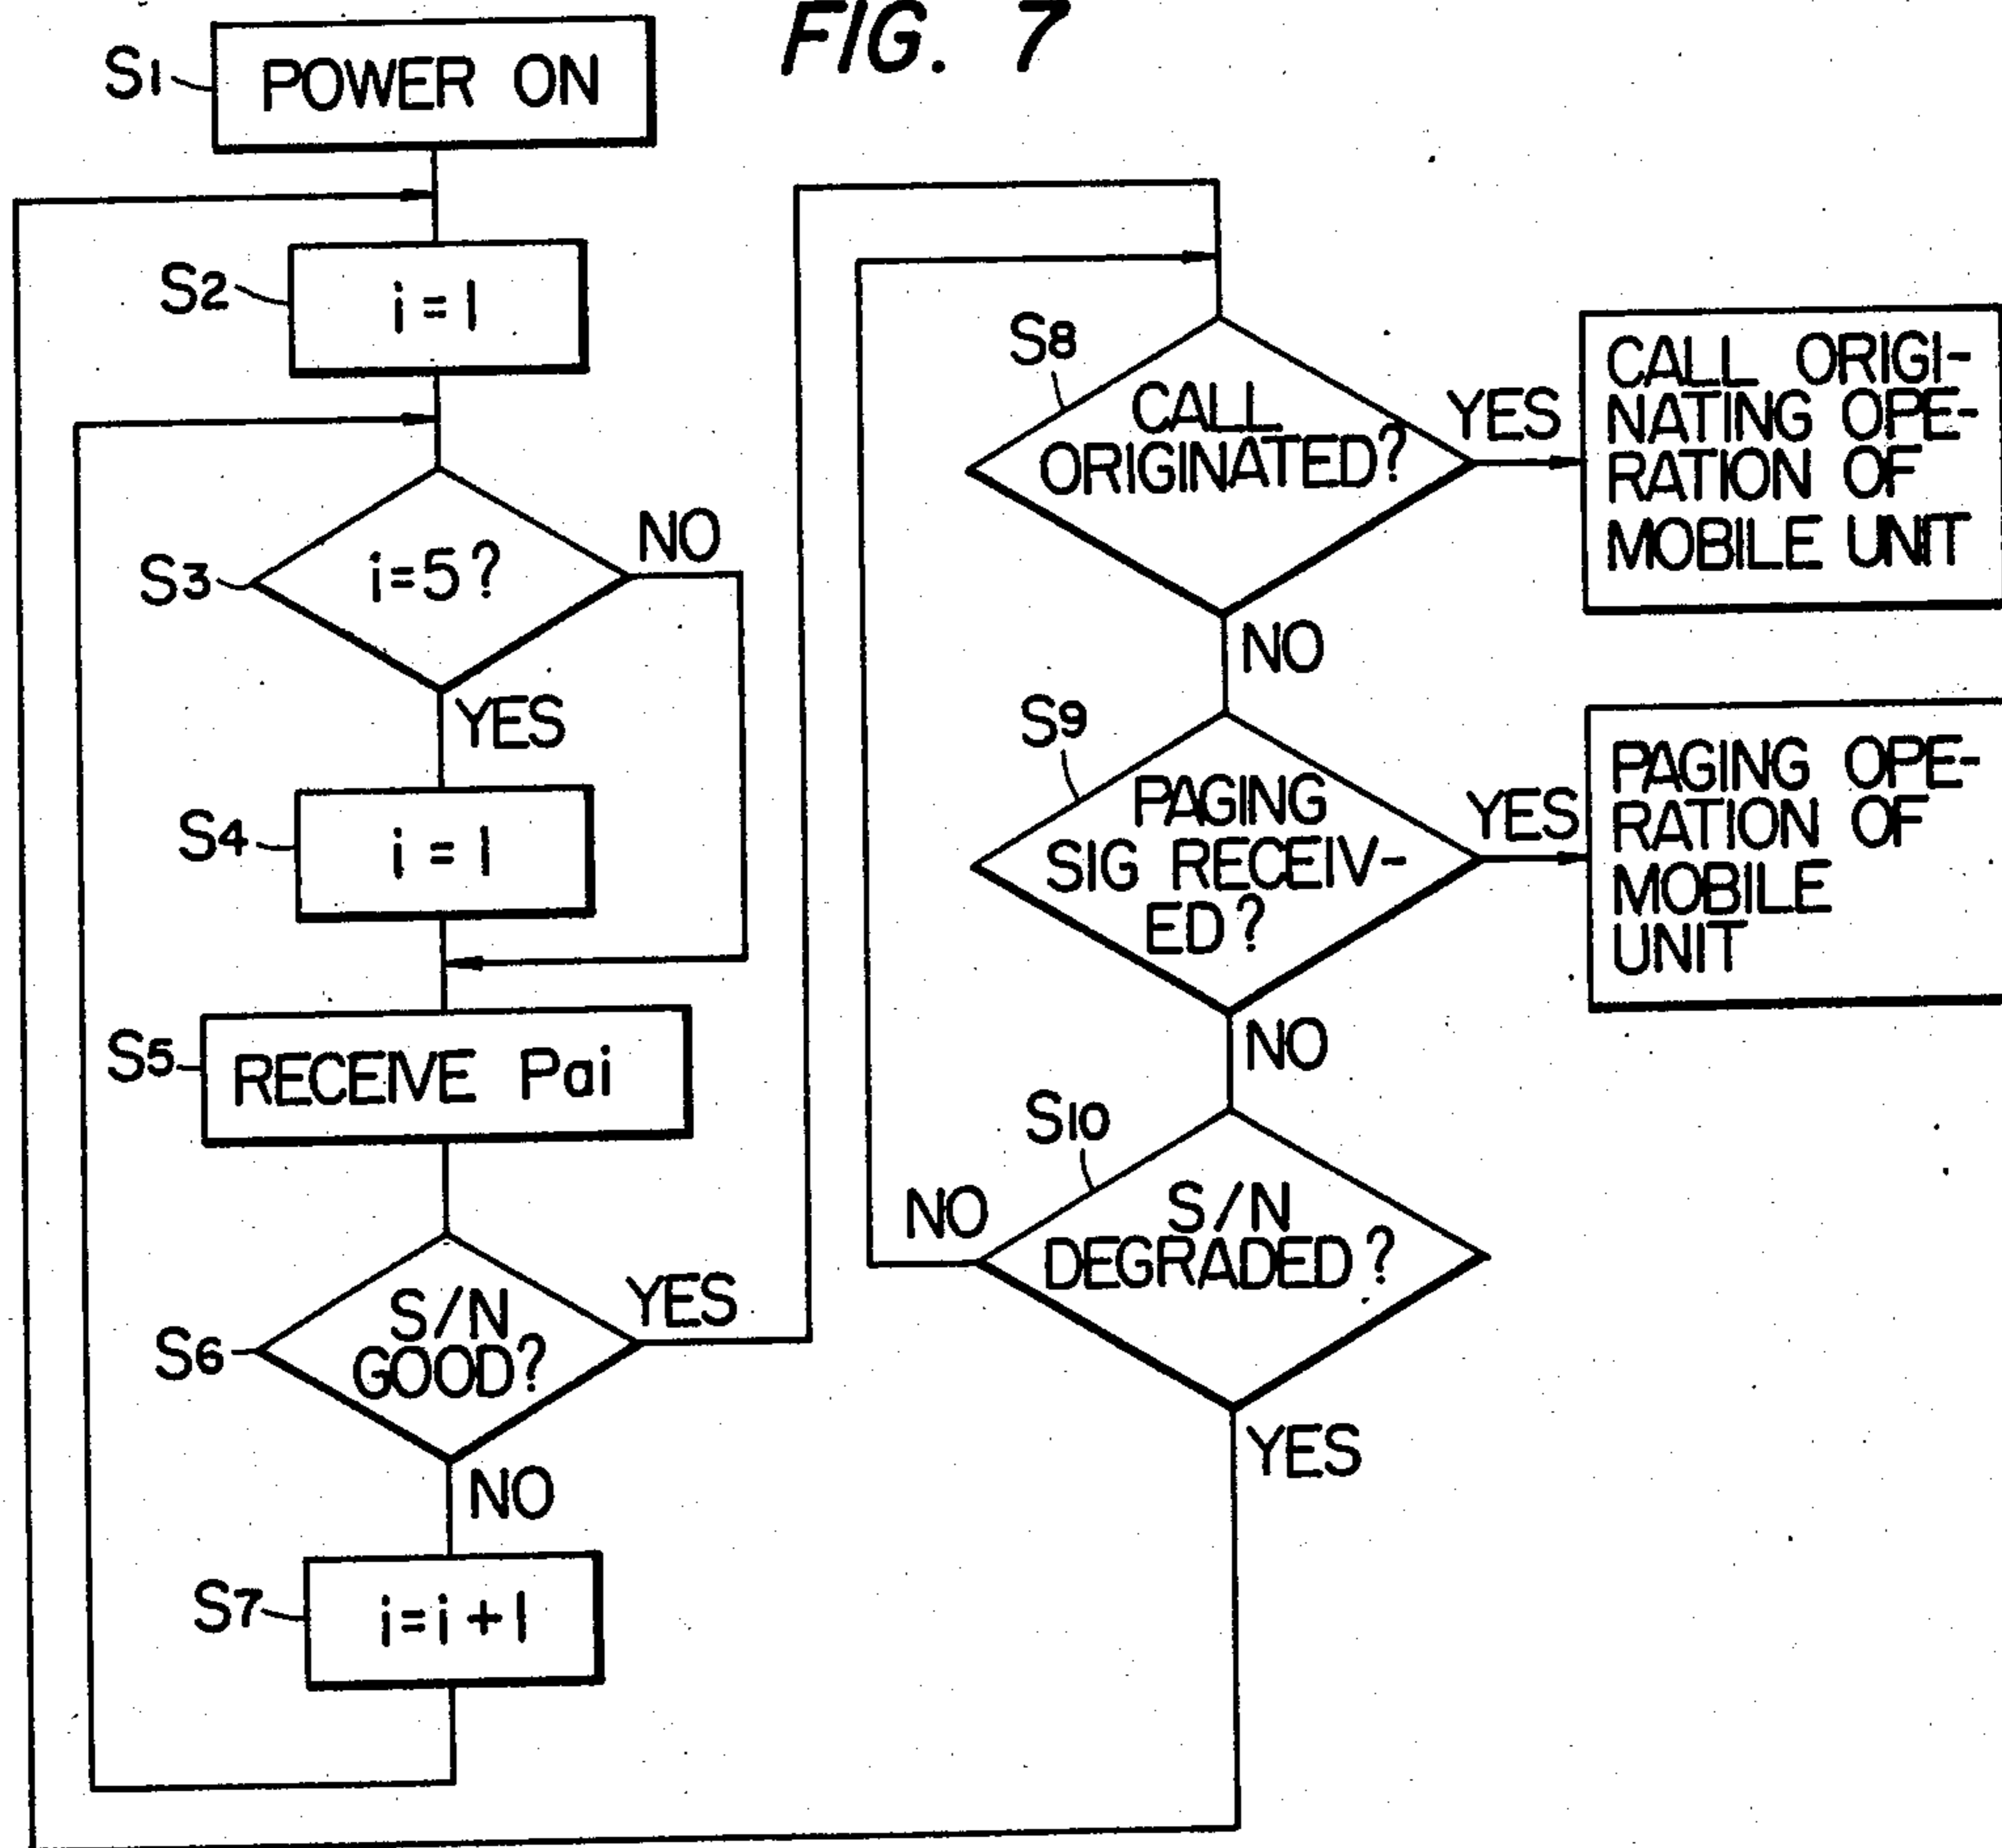 FIG. 7
S1
POWER ON
S2
i=1
S3
i=5?
NO
YES
S4
i=1
S5
RECEIVE Pai
S6
S/N
GOOD?
YES
NO
S7
i=i+1
S8
CALL
ORIGINATED?
YES
CALL ORIGI-
NATING OPE-
RATION OF
MOBILE UNIT
NO
S9
PAGING
SIG RECEIV-
ED?
YES
PAGING OPE-
RATION OF
MOBILE
UNIT
NO
S10
S/N
DEGRADED?
NO
YES